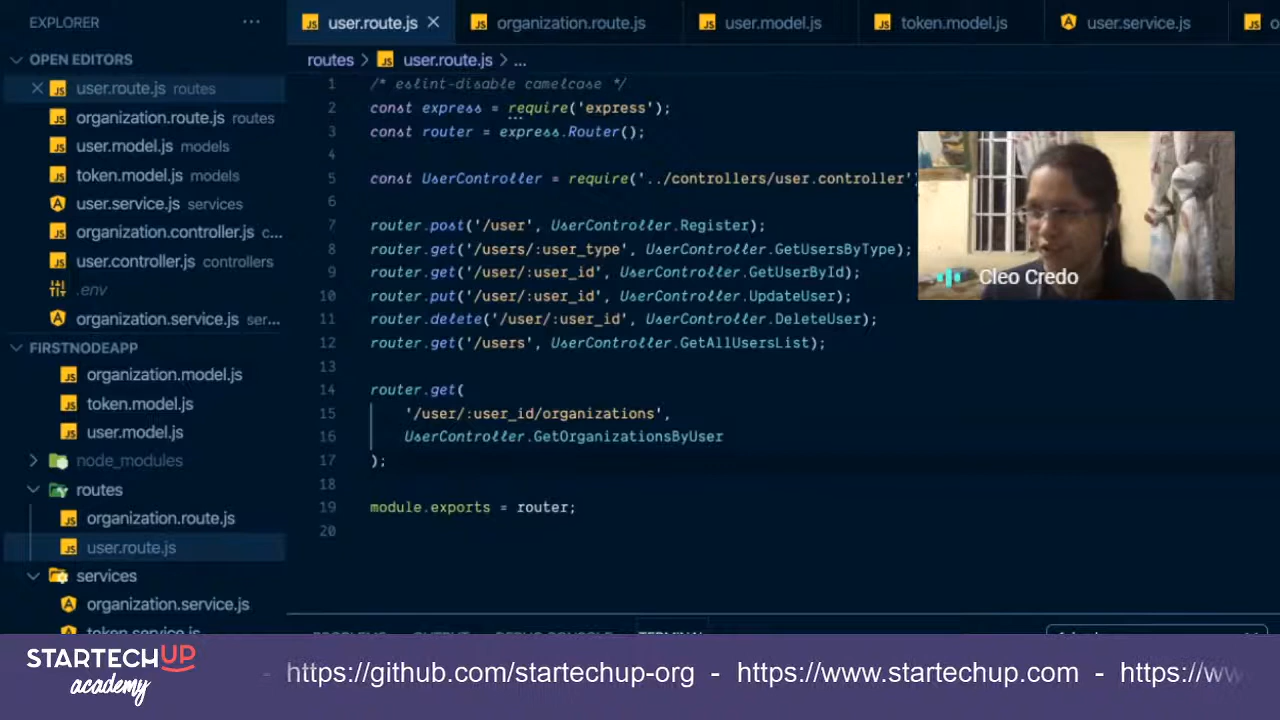 EXPLORER
...
user.route.js
organization.route.js
user.model.js
token.model.js
user.service.js
OPEN EDITORS
routes > user.route.js > ...
user.route.js routes
organization.route.js routes
user.model.js models
token.model.js models
user.service.js services
organization.controller.js c...
user.controller.js controllers
.env
organization.service.js ser...
FIRSTNODEAPP
organization.model.js
token.model.js
user.model.js
node_modules
routes
organization.route.js
user.route.js
services
organization.service.js
token.service.js
1 /* eslint-disable camelcase */
2 const express = require('express');
3 const router = express.Router();
4
5 const UserController = require('../controllers/user.controller')
6
7 router.post('/user', UserController.Register);
8 router.get('/users/:user_type', UserController.GetUsersByType);
9 router.get('/user/:user_id', UserController.GetUserById);
10 router.put('/user/:user_id', UserController.UpdateUser);
11 router.delete('/user/:user_id', UserController.DeleteUser);
12 router.get('/users', UserController.GetAllUsersList);
13
14 router.get(
15 '/user/:user_id/organizations',
16 UserController.GetOrganizationsByUser
17 );
18
19 module.exports = router;
20
Cleo Credo
PROBLEMS OUTPUT DEBUG CONSOLE TERMINAL
STARTECHUP
academy
- https://github.com/startechup-org - https://www.startechup.com - https://ww